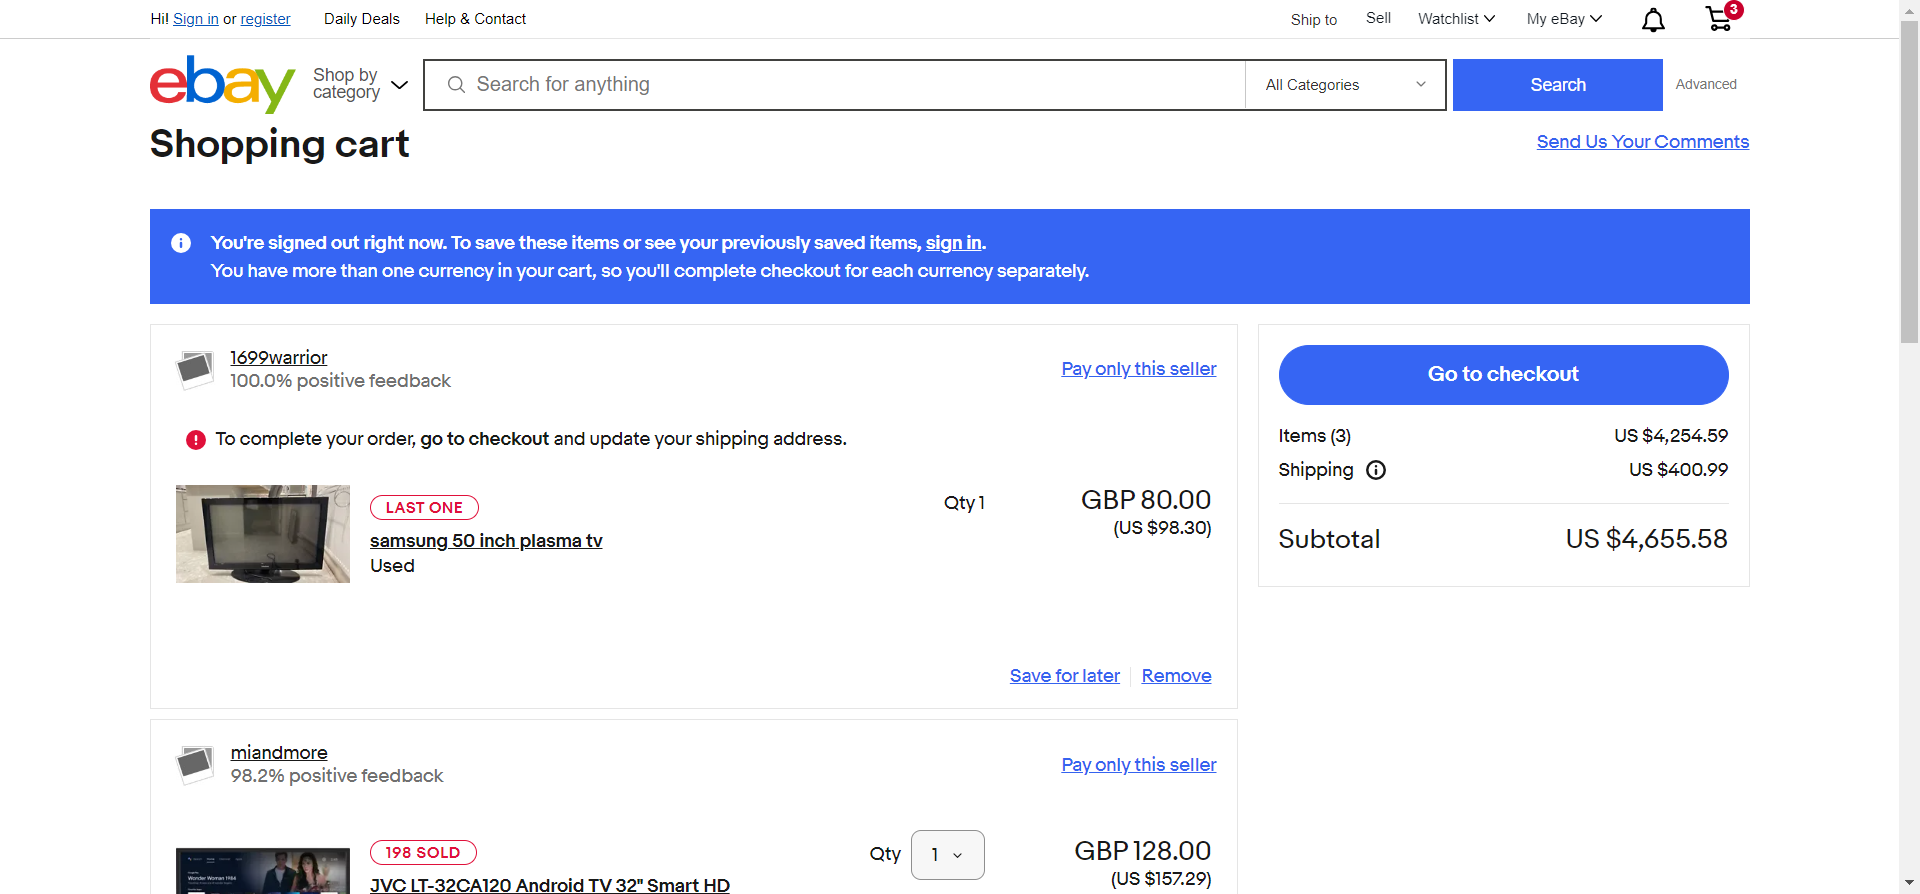 Hi! Sign in or register
Daily Deals
Help & Contact
Ship to
Sell
Watchlist
My eBay
3
ebay
Shop by
category
Search for anything
All Categories
Search
Advanced
Shopping cart
Send Us Your Comments
You're signed out right now. To save these items or see your previously saved items, sign in.
You have more than one currency in your cart, so you'll complete checkout for each currency separately.
1699warrior
100.0% positive feedback
Pay only this seller
To complete your order, go to checkout and update your shipping address.
LAST ONE
samsung 50 inch plasma tv
Used
Qty 1
GBP 80.00
(US $98.30)
Save for later
Remove
Go to checkout
Items (3)
US $4,254.59
Shipping
US $400.99
Subtotal
US $4,655.58
miandmore
98.2% positive feedback
Pay only this seller
Wonder Woman 1984
198 SOLD
JVC LT-32CA120 Android TV 32" Smart HD
Qty
1
GBP 128.00
(US $157.29)